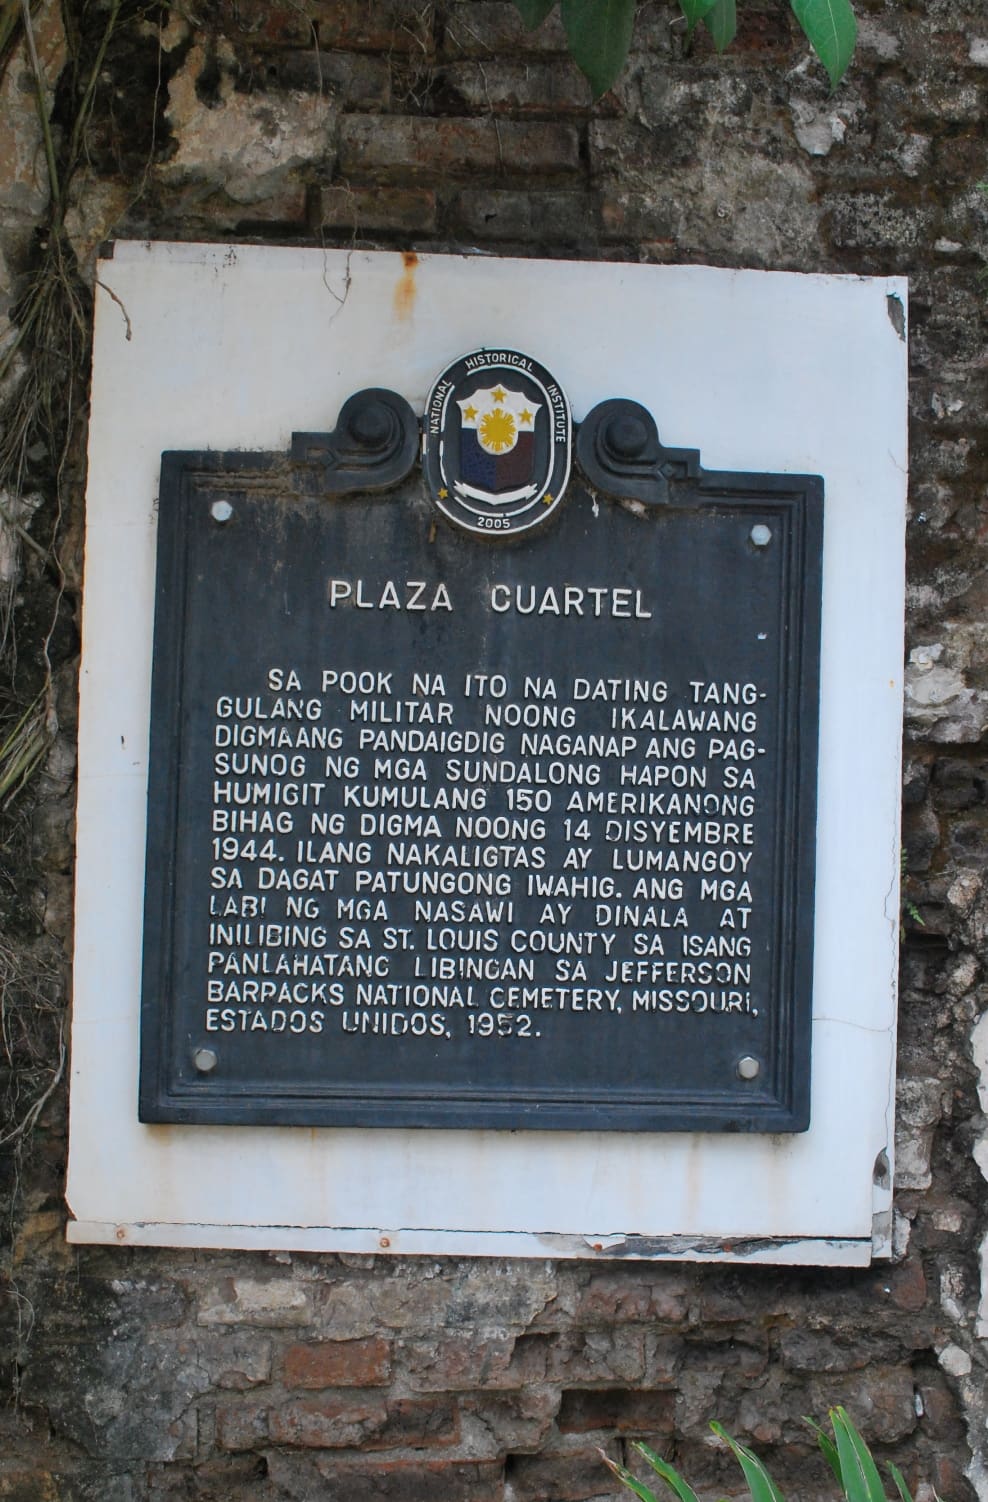 NATIONAL HISTORICAL INSTITUTE
2005
PLAZA CUARTEL
SA POOK NA ITO NA DATING TANG-
GULANG MILITAR NOONG IKALAWANG
DIGMAANG PANDAIGDIG NAGANAP ANG PAG-
SUNOG NG MGA SUNDALONG HAPON SA
HUMIGIT KUMULANG 150 AMERIKANONG
BIHAG NG DIGMA NOONG 14 DISYEMBRE
1944. ILANG NAKALIGTAS AY LUMANGOY
SA DAGAT PATUNGONG IWAHIG. ANG MGA
LABI NG MGA NASAWI AY DINALA AT
INILIBING SA ST. LOUIS COUNTY SA ISANG
PANLAHATANG LIBINGAN SA JEFFERSON
BARRACKS NATIONAL CEMETERY, MISSOURI,
ESTADOS UNIDOS, 1952.